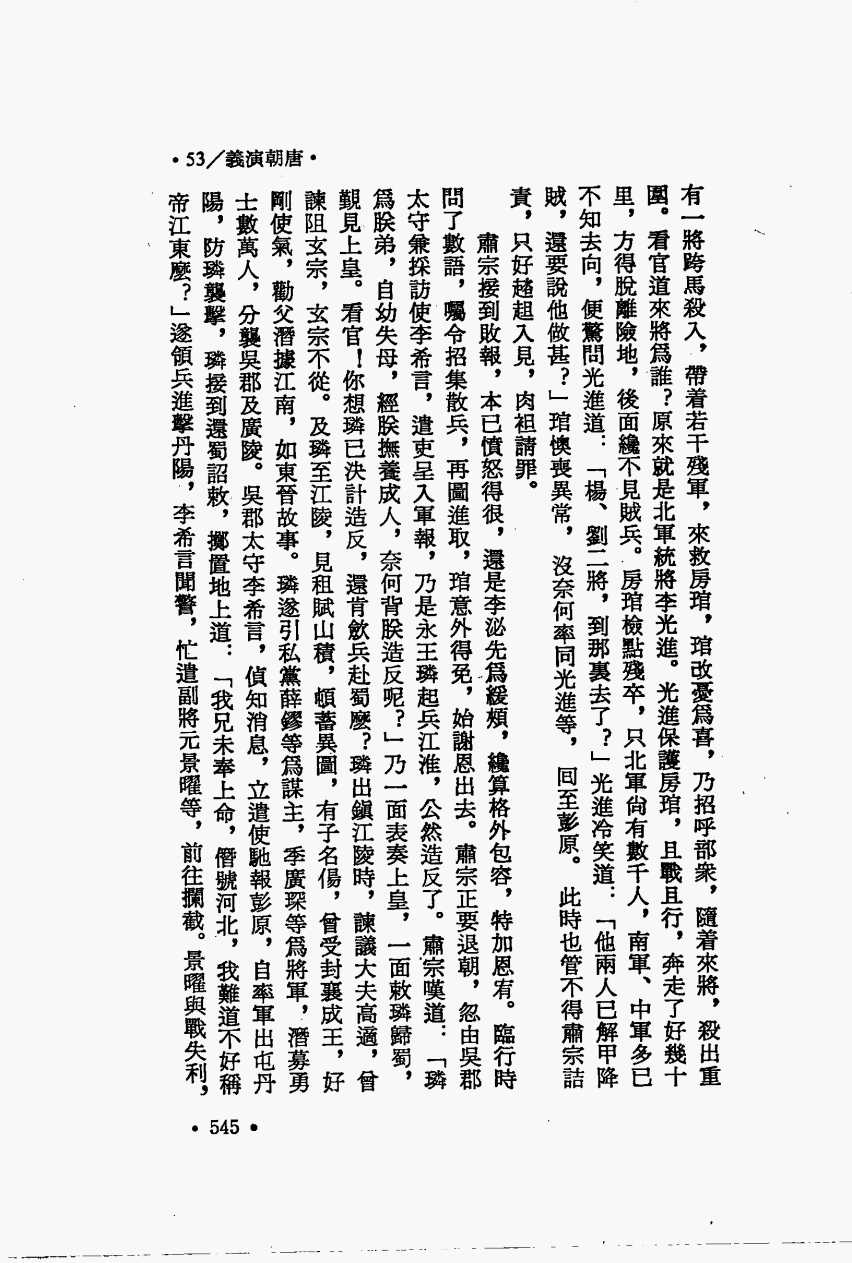 •唐朝演義／53•
有一將跨馬殺入，帶着若干殘軍，來救房琯，琯改憂爲喜，乃招呼部衆，隨着來將，殺出重
圍。看官道來將爲誰？原來就是北軍統將李光進。光進保護房琯，且戰且行，奔走了好幾十
里，方得脫離險地，後面纔不見賊兵。房琯檢點殘卒，只北軍尙有數千人，南軍、中軍多已
不知去向，便驚問光進道：「楊、劉二將，到那裏去了？」光進冷笑道：「他兩人已解甲降
賊，還要說他做甚？」琯懊喪異常，沒奈何率同光進等，囘至彭原。此時也管不得肅宗詰
責，只好趦趄入見，肉袒請罪。
肅宗接到敗報，本已憤怒得很，還是李泌先爲緩頰，纔算格外包容，特加恩宥。臨行時
問了數語，囑令招集散兵，再圖進取，琯意外得免，始謝恩出去。肅宗正要退朝，忽由吳郡
太守兼採訪使李希言，遣吏呈入軍報，乃是永王璘起兵江淮，公然造反了。肅宗嘆道：「璘
爲朕弟，自幼失母，經朕撫養成人，奈何背朕造反呢？」乃一面表奏上皇，一面敕璘歸蜀，
觀見上皇。看官！你想璘已決計造反，還肯斂兵赴蜀麼？璘出鎭江陵時，諫議大夫高適，曾
諫阻玄宗，玄宗不從。及璘至江陵，見租賦山積，頓蓄異圖，有子名偒，曾受封襄成王，好
剛使氣，勸父潛據江南，如東晉故事。璘遂引私黨薛鏐等爲謀主，季廣琛等爲將軍，潛募勇
士數萬人，分襲吳郡及廣陵。吳郡太守李希言，偵知消息，立遣使馳報彭原，自率軍出屯丹
陽，防璘襲擊，璘接到還蜀詔敕，擲置地上道：「我兄未奉上命，僭號河北，我難道不好稱
帝江東麼？」遂領兵進擊丹陽，李希言聞警，忙遣副將元景曜等，前往攔截。景曜與戰失利，
•545•